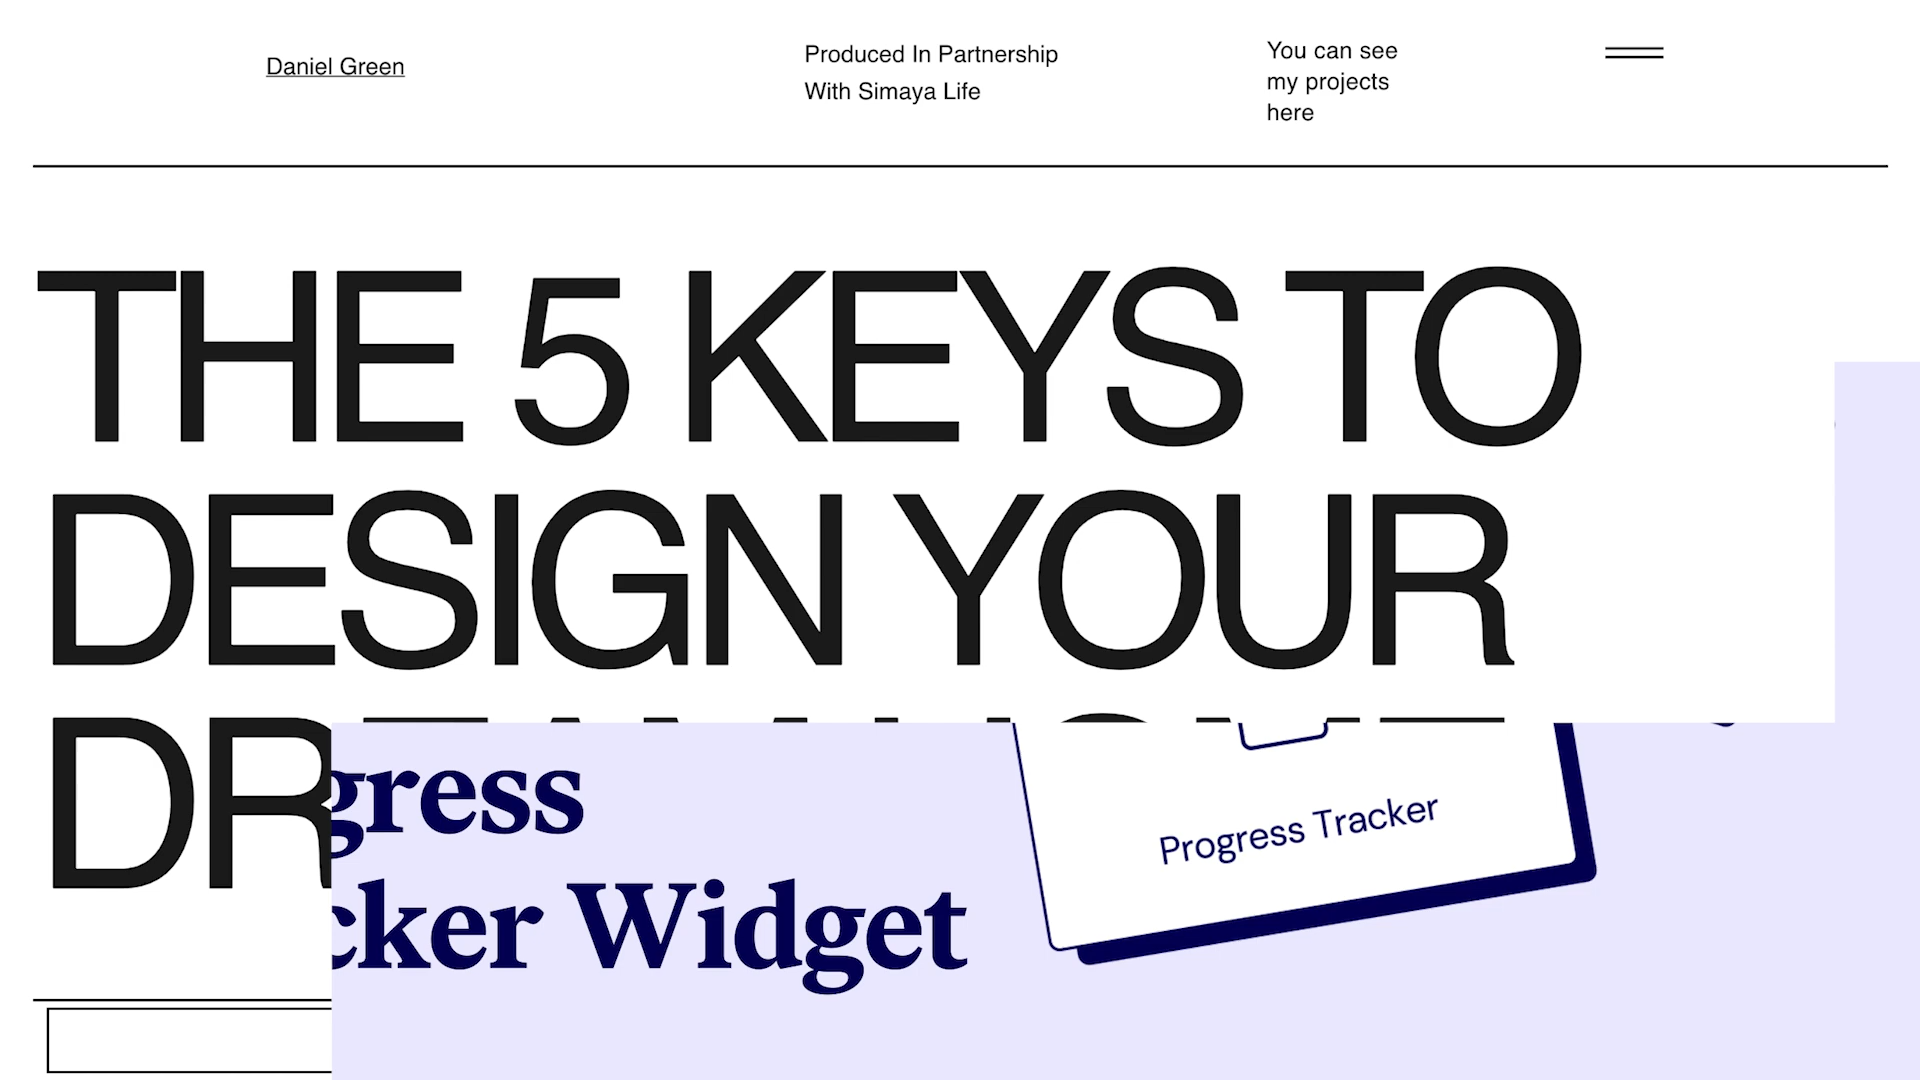 Daniel Green
Produced In Partnership
With Simaya Life
You can see
my projects
here
THE 5 KEYS TO
DESIGN YOUR
DR
gress
cker Widget
Progress Tracker